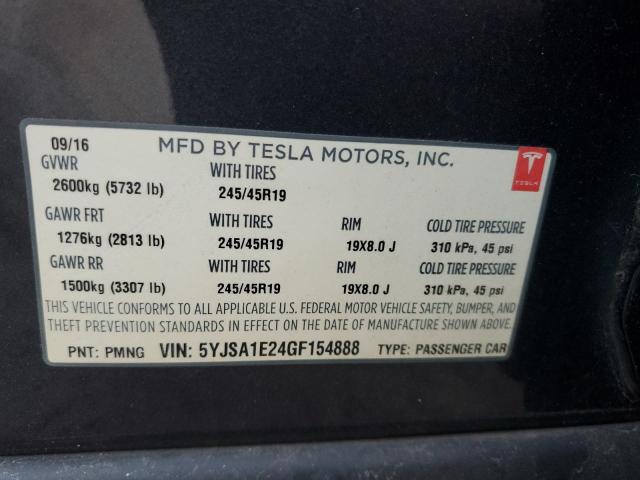 09/16 MFD BY TESLA MOTORS, INC.
GVWR WITH TIRES
2600kg (5732 lb) 245/45R19
TESLA
GAWR FRT WITH TIRES RIM COLD TIRE PRESSURE
1276kg (2813 lb) 245/45R19 19X8.0 J 310 kPa, 45 psi
GAWR RR WITH TIRES RIM COLD TIRE PRESSURE
1500kg (3307 lb) 245/45R19 19X8.0 J 310 kPa, 45 psi
THIS VEHICLE CONFORMS TO ALL APPLICABLE U.S. FEDERAL MOTOR VEHICLE SAFETY, BUMPER, AND
THEFT PREVENTION STANDARDS IN EFFECT ON THE DATE OF MANUFACTURE SHOWN ABOVE.
PNT: PMNG VIN: 5YJSA1E24GF154888 TYPE: PASSENGER CAR